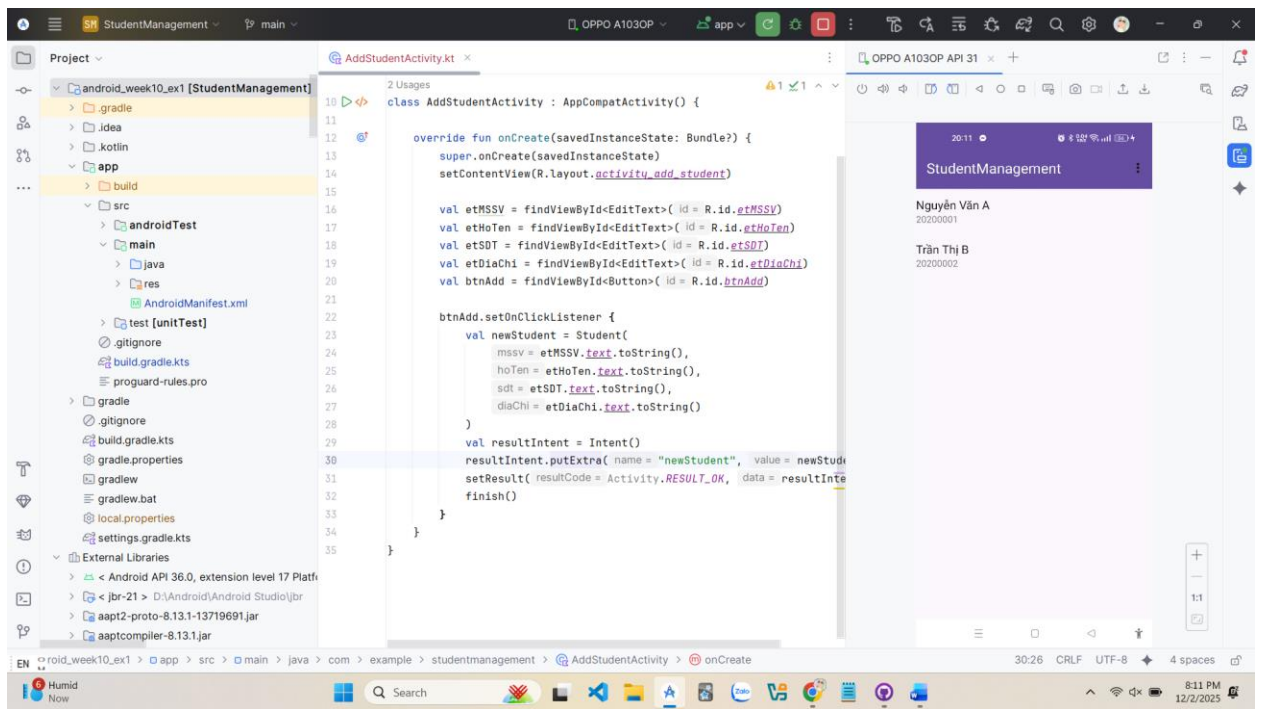 SM StudentManagement main OPPO A103OP app
Project
AddStudentActivity.kt
OPPO A103OP API 31
android_week10_ex1 [StudentManagement]
.gradle
.idea
.kotlin
app
build
src
androidTest
main
java
res
AndroidManifest.xml
test [unitTest]
.gitignore
build.gradle.kts
proguard-rules.pro
gradle
.gitignore
build.gradle.kts
gradle.properties
gradlew
gradlew.bat
local.properties
settings.gradle.kts
External Libraries
< Android API 36.0, extension level 17 Platf
< jbr-21 > D:\Android\Android Studio\jbr
aapt2-proto-8.13.1-13719691.jar
aaptcompiler-8.13.1.jar
2 Usages
1 1
10 class AddStudentActivity : AppCompatActivity() {
11
12 override fun onCreate(savedInstanceState: Bundle?) {
13 super.onCreate(savedInstanceState)
14 setContentView(R.layout.activity_add_student)
15
16 val etMSSV = findViewById<EditText>( id = R.id.etMSSV)
17 val etHoTen = findViewById<EditText>( id = R.id.etHoTen)
18 val etSDT = findViewById<EditText>( id = R.id.etSDT)
19 val etDiaChi = findViewById<EditText>( id = R.id.etDiaChi)
20 val btnAdd = findViewById<Button>( id = R.id.btnAdd)
21
22 btnAdd.setOnClickListener {
23 val newStudent = Student(
24 mssv = etMSSV.text.toString(),
25 hoTen = etHoTen.text.toString(),
26 sdt = etSDT.text.toString(),
27 diaChi = etDiaChi.text.toString()
28 )
29 val resultIntent = Intent()
30 resultIntent.putExtra( name = "newStudent", value = newStude
31 setResult( resultCode = Activity.RESULT_OK, data = resultInte
32 finish()
33 }
34 }
35 }
20:11
StudentManagement
Nguyễn Văn A
20200001
Trần Thị B
20200002
1:1
EN roid_week10_ex1 > app > src > main > java > com > example > studentmanagement > AddStudentActivity > onCreate
30:26 CRLF UTF-8 4 spaces
6
Humid
Now
Search
Zalo
8:11 PM
12/2/2025